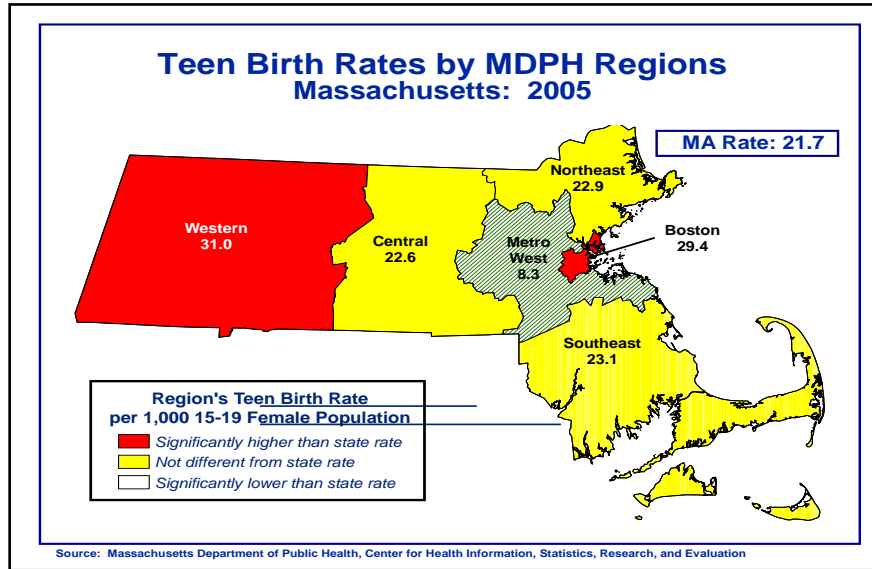 Teen Birth Rates by MDPH Regions
Massachusetts: 2005
MA Rate: 21.7
Northeast
22.9
Western
31.0
Central
22.6
Metro
West
8.3
Boston
29.4
Southeast
23.1
Region's Teen Birth Rate
per 1,000 15-19 Female Population
Significantly higher than state rate
Not different from state rate
Significantly lower than state rate
Source: Massachusetts Department of Public Health, Center for Health Information, Statistics, Research, and Evaluation